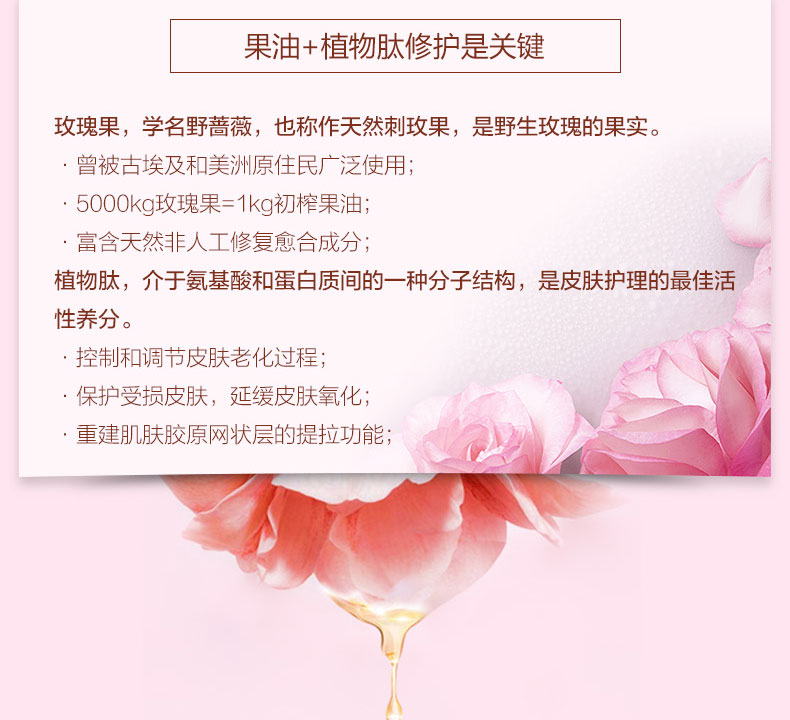 果油+植物肽修护是关键
玫瑰果，学名野蔷薇，也称作天然刺玫果，是野生玫瑰的果实。
·曾被古埃及和美洲原住民广泛使用；
·5000kg玫瑰果=1kg初榨果油；
·富含天然非人工修复愈合成分；
植物肽，介于氨基酸和蛋白质间的一种分子结构，是皮肤护理的最佳活
性养分。
·控制和调节皮肤老化过程；
·保护受损皮肤，延缓皮肤氧化；
·重建肌肤胶原网状层的提拉功能；